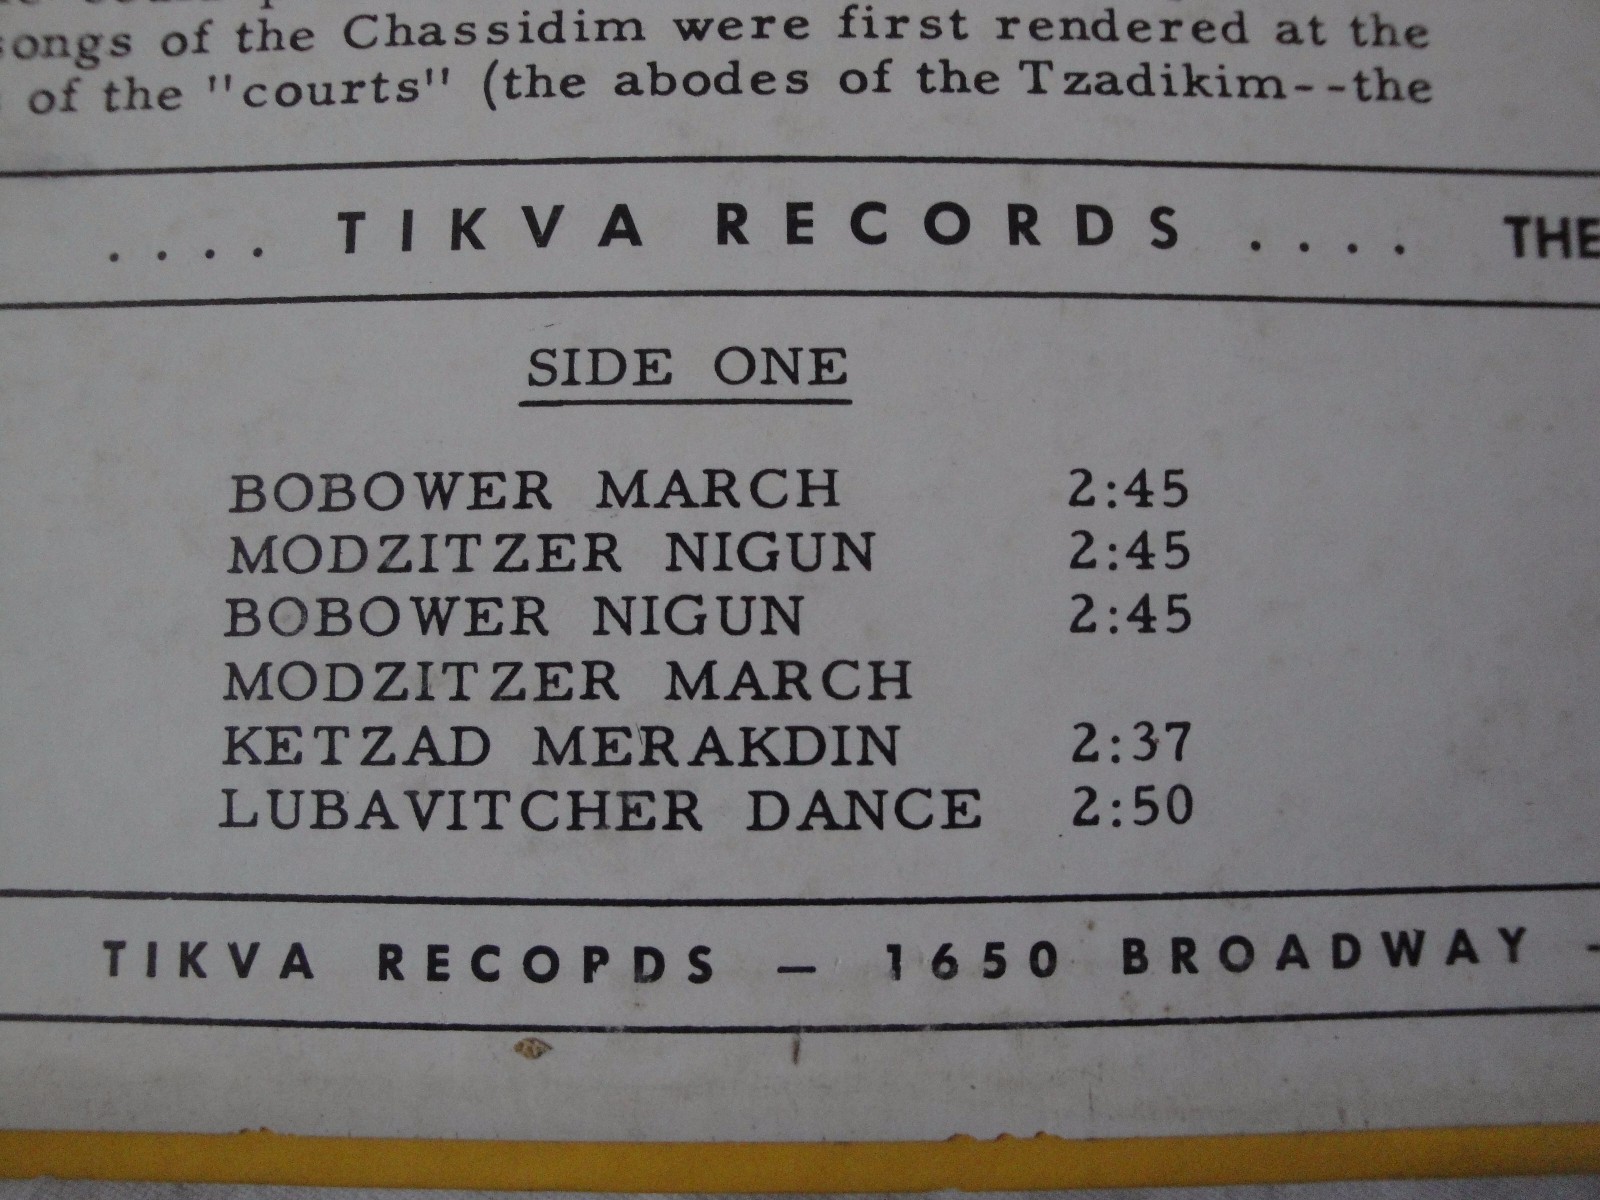 songs of the Chassidim were first rendered at the
of the "courts" (the abodes of the Tzadikim--the
.... TIKVA RECORDS .... THE
SIDE ONE
BOBOWER MARCH 2:45
MODZITZER NIGUN 2:45
BOBOWER NIGUN 2:45
MODZITZER MARCH
KETZAD MERAKDIN 2:37
LUBAVITCHER DANCE 2:50
TIKVA RECOPDS — 1650 BROADWAY -